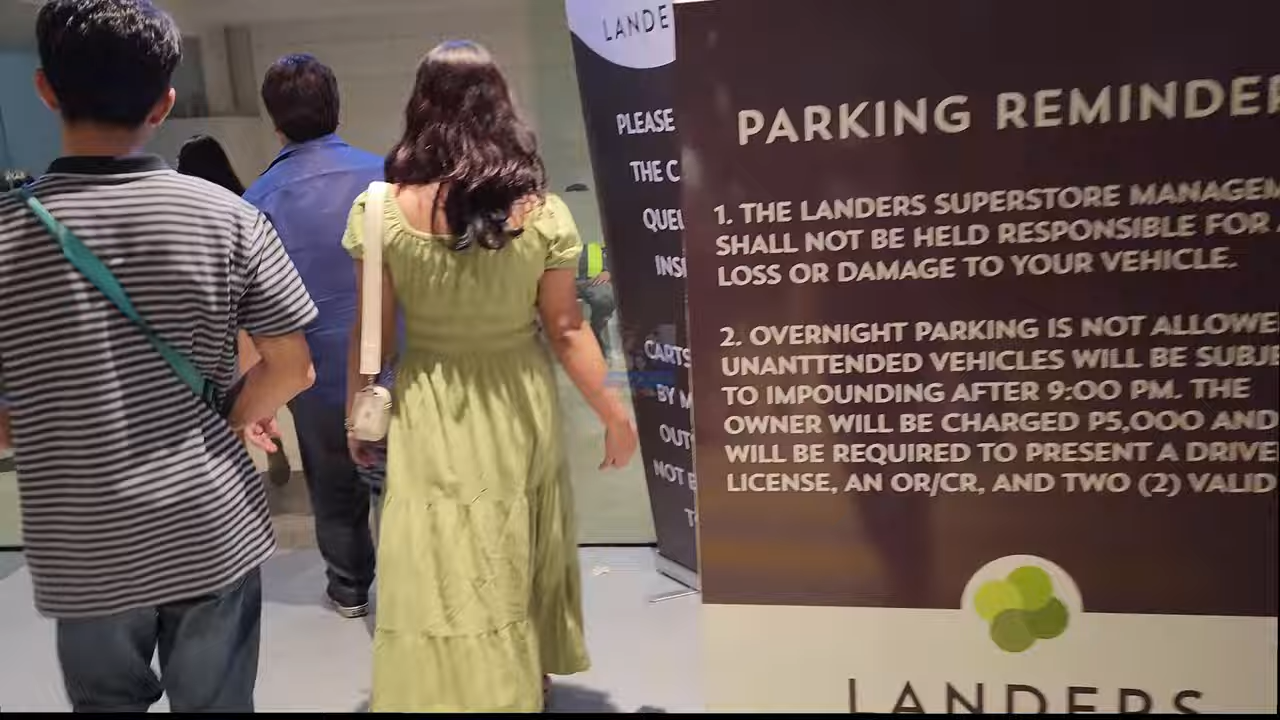 LANDE
PLEASE
THE C
QUEU
INSI
CARTS
BY M
OUT
NOT B
PARKING REMINDER
1. THE LANDERS SUPERSTORE MANAGEM
SHALL NOT BE HELD RESPONSIBLE FOR
LOSS OR DAMAGE TO YOUR VEHICLE.
2. OVERNIGHT PARKING IS NOT ALLOWE
UNANTTENDED VEHICLES WILL BE SUBJE
TO IMPOUNDING AFTER 9:00 PM. THE
OWNER WILL BE CHARGED P5,000 AND
WILL BE REQUIRED TO PRESENT A DRIVE
LICENSE, AN OR/CR, AND TWO (2) VALID
LANDERS